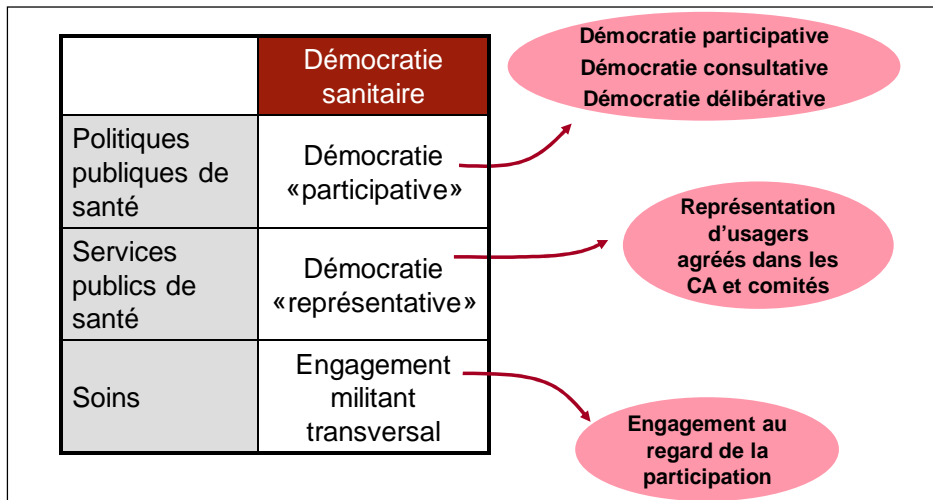 Démocratie
sanitaire
Politiques
publiques de
santé
Démocratie
«participative»
Services
publics de
santé
Démocratie
«représentative»
Soins
Engagement
militant
transversal
Démocratie participative
Démocratie consultative
Démocratie délibérative
Représentation
d’usagers
agréés dans les
CA et comités
Engagement au
regard de la
participation